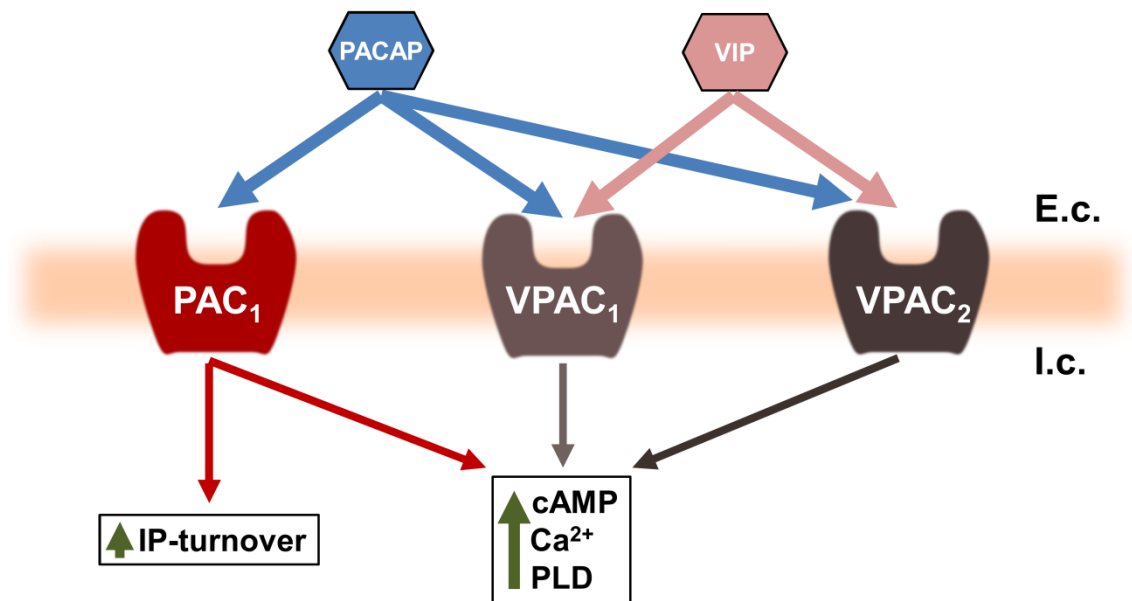 PACAP
VIP
E.c.
PAC₁
VPAC₁
VPAC₂
I.c.
IP-turnover
cAMP
Ca²⁺
PLD